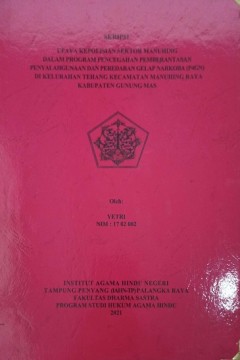 SKRIPSI
UPAYA KEPOLISIAN SEKTOR MANUHING
DALAM PROGRAM PENCEGAHAN PEMBERANTASAN
PENYALAHGUNAAN DAN PEREDARAN GELAP NARKOBA (P4GN)
DI KELURAHAN TEHANG KECAMATAN MANUHING RAYA
KABUPATEN GUNUNG MAS
Oleh:
YETRI
NIM : 17 02 602
INSTITUT AGAMA HINDU NEGERI
TAMPUNG PENYANG (IAHN-TP) PALANGKA RAYA
FAKULTAS DHARMA SASTRA
PROGRAM STUDI HUKUM AGAMA HINDU
2021